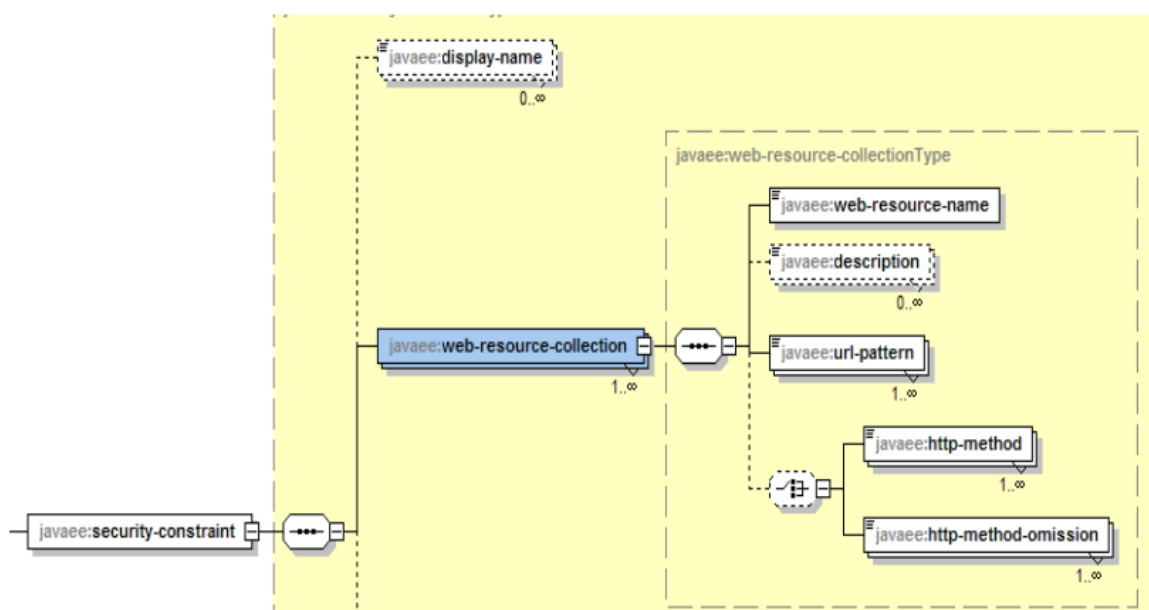 javaee:display-name
0..∞
javaee:web-resource-collectionType
javaee:web-resource-name
javaee:description
0..∞
javaee:web-resource-collection
javaee:url-pattern
1..∞
1..∞
javaee:http-method
1..∞
javaee:security-constraint
javaee:http-method-omission
1..∞